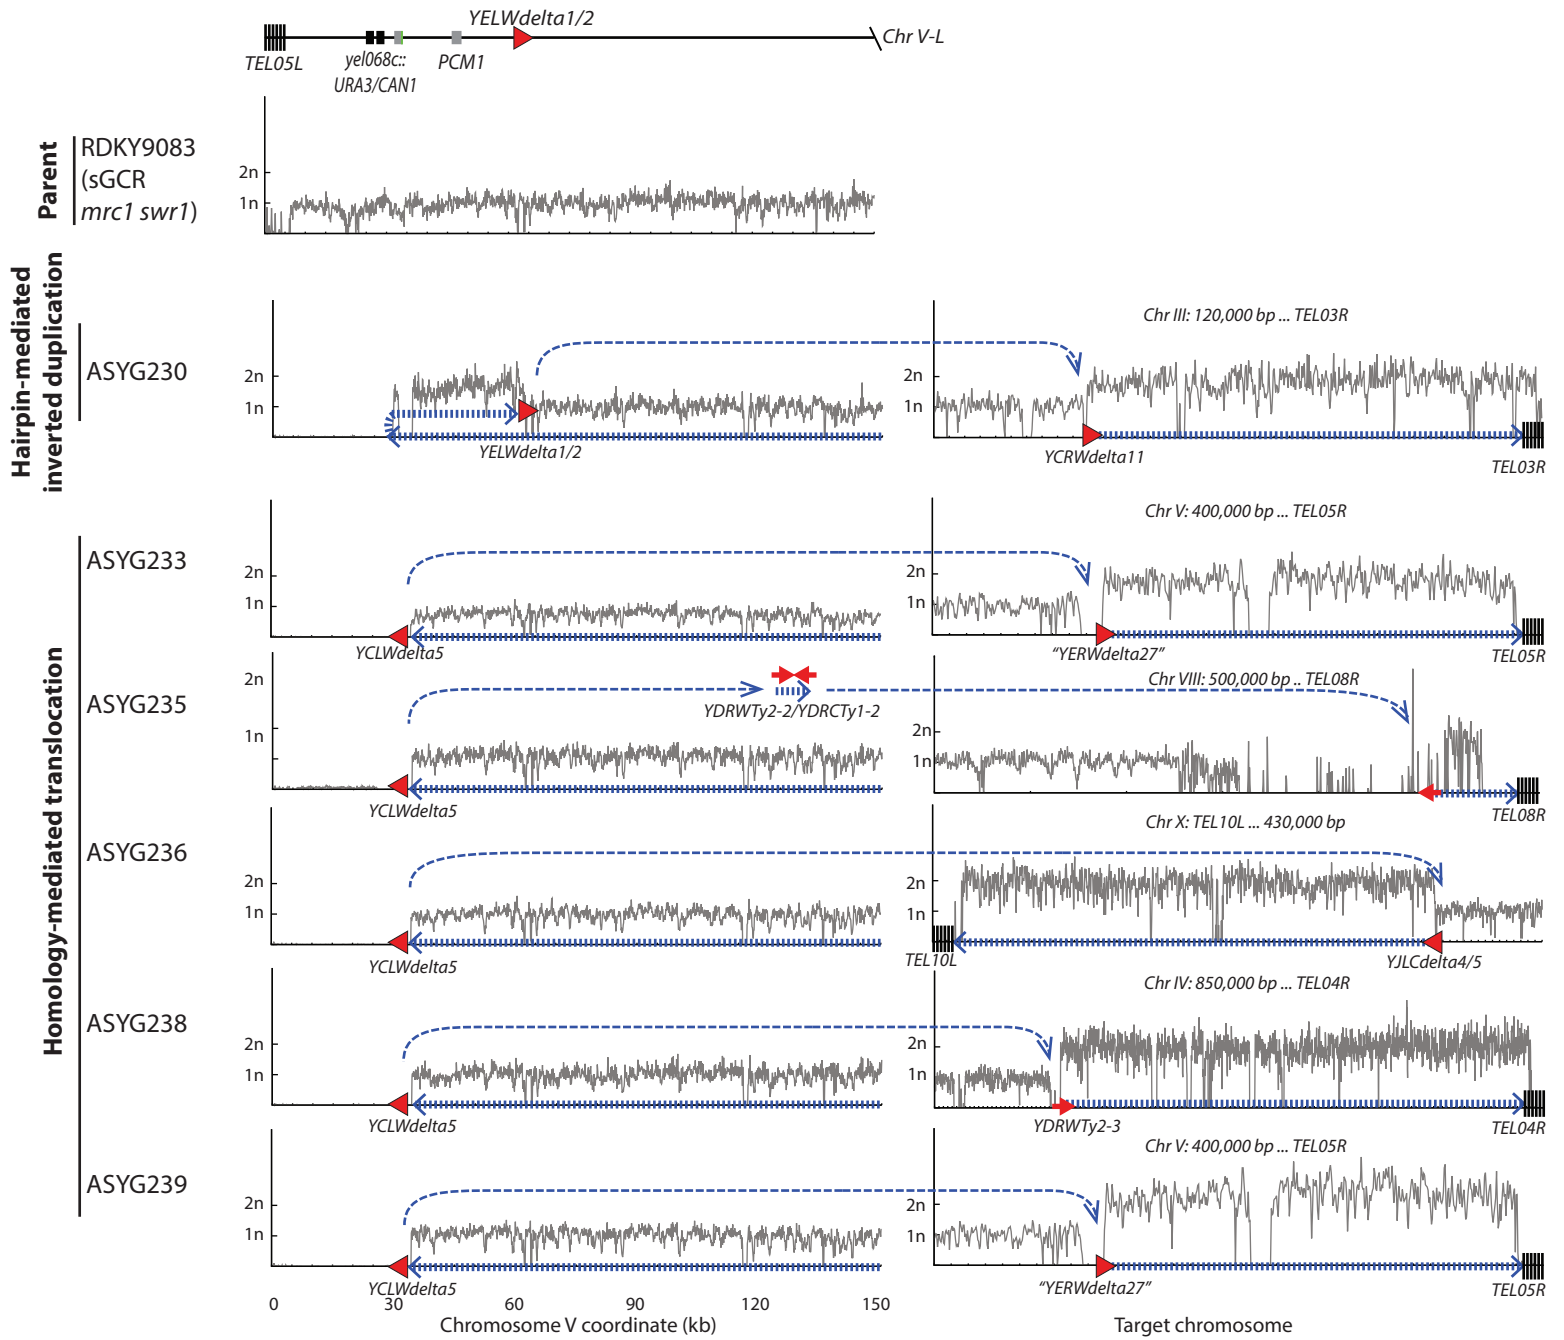 YELWdelta1/2
Chr V-L
TEL05L
yel068c::
URA3/CAN1
PCM1
Parent
RDKY9083
(sGCR
mrc1 swr1)
2n
1n
Hairpin-mediated
inverted duplication
ASYG230
2n
1n
YELWdelta1/2
Chr III: 120,000 bp ... TEL03R
2n
1n
YCRWdelta11
TEL03R
Homology-mediated translocation
ASYG233
2n
1n
YCLWdelta5
Chr V: 400,000 bp ... TEL05R
2n
1n
“YERWdelta27”
TEL05R
ASYG235
2n
1n
YCLWdelta5
YDRWTy2-2/YDRCTy1-2
Chr VIII: 500,000 bp .. TEL08R
2n
1n
TEL08R
ASYG236
2n
1n
YCLWdelta5
Chr X: TEL10L ... 430,000 bp
2n
1n
TEL10L
YJLCdelta4/5
ASYG238
2n
1n
YCLWdelta5
Chr IV: 850,000 bp ... TEL04R
2n
1n
YDRWTy2-3
TEL04R
ASYG239
2n
1n
YCLWdelta5
Chr V: 400,000 bp ... TEL05R
2n
1n
“YERWdelta27”
TEL05R
0 30 60 90 120 150
Chromosome V coordinate (kb)
Target chromosome